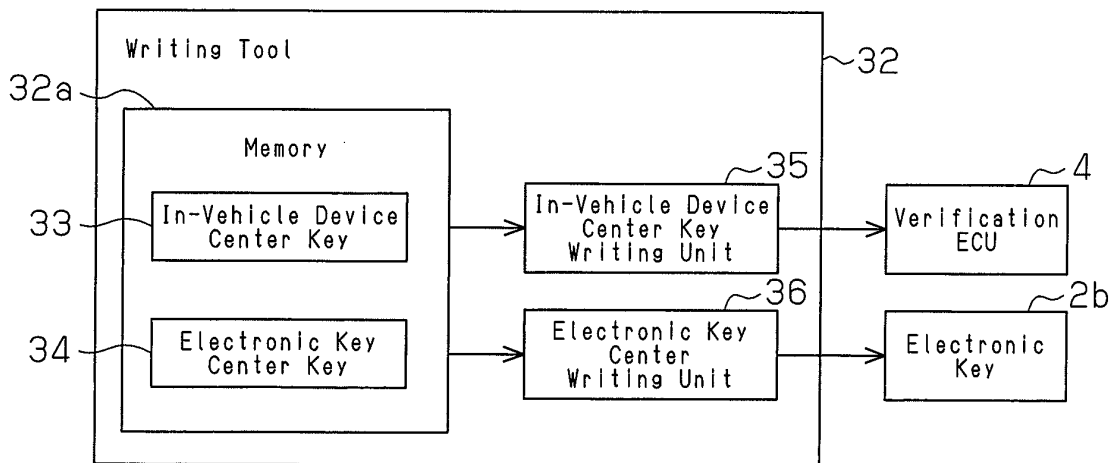 Writing Tool
32
32a
Memory
35
4
33
In-Vehicle Device
Center Key
In-Vehicle Device
Center Key
Writing Unit
Verification
ECU
36
2b
34
Electronic Key
Center Key
Electronic Key
Center
Writing Unit
Electronic
Key